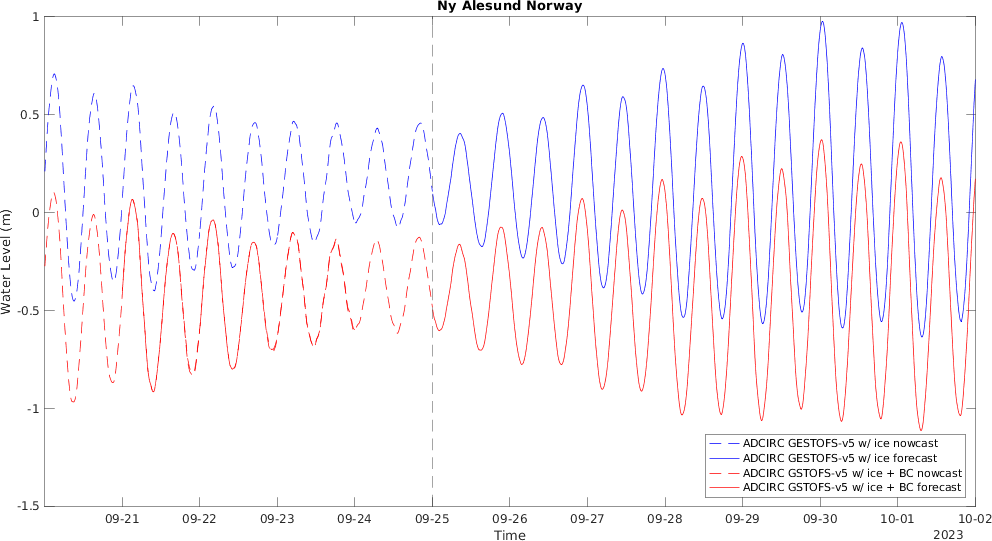 Ny Alesund Norway
Water Level (m)
1
0.5
0
-0.5
-1
-1.5
ADCIRC GESTOFS-v5 w/ ice nowcast
ADCIRC GESTOFS-v5 w/ ice forecast
ADCIRC GSTOFS-v5 w/ ice + BC nowcast
ADCIRC GSTOFS-v5 w/ ice + BC forecast
09-21 09-22 09-23 09-24 09-25 09-26 09-27 09-28 09-29 09-30 10-01 10-02
Time
2023